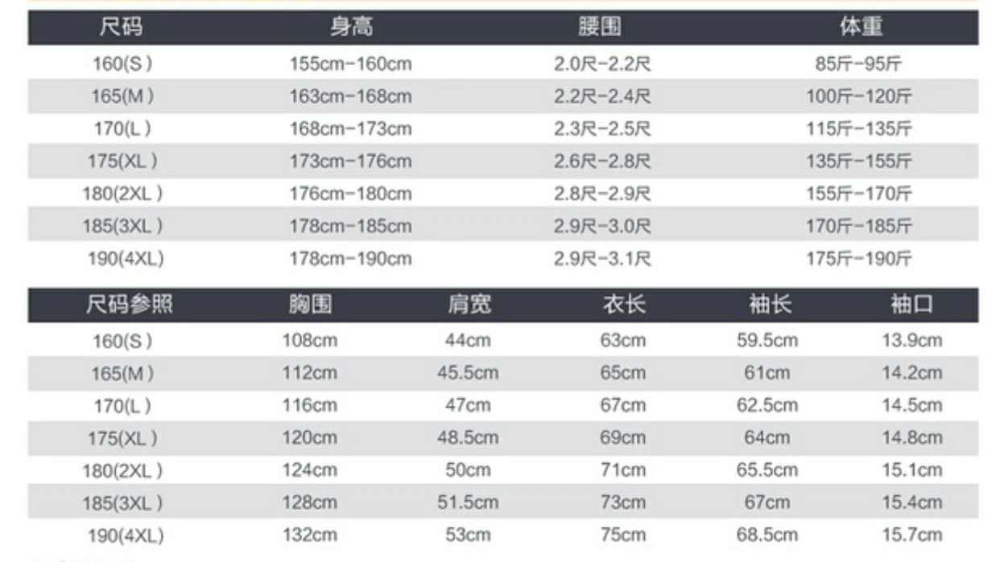 尺码 身高 腰围 体重
160(S) 155cm-160cm 2.0尺-2.2尺 85斤-95斤
165(M) 163cm-168cm 2.2尺-2.4尺 100斤-120斤
170(L) 168cm-173cm 2.3尺-2.5尺 115斤-135斤
175(XL) 173cm-176cm 2.6尺-2.8尺 135斤-155斤
180(2XL) 176cm-180cm 2.8尺-2.9尺 155斤-170斤
185(3XL) 178cm-185cm 2.9尺-3.0尺 170斤-185斤
190(4XL) 178cm-190cm 2.9尺-3.1尺 175斤-190斤
尺码参照 胸围 肩宽 衣长 袖长 袖口
160(S) 108cm 44cm 63cm 59.5cm 13.9cm
165(M) 112cm 45.5cm 65cm 61cm 14.2cm
170(L) 116cm 47cm 67cm 62.5cm 14.5cm
175(XL) 120cm 48.5cm 69cm 64cm 14.8cm
180(2XL) 124cm 50cm 71cm 65.5cm 15.1cm
185(3XL) 128cm 51.5cm 73cm 67cm 15.4cm
190(4XL) 132cm 53cm 75cm 68.5cm 15.7cm